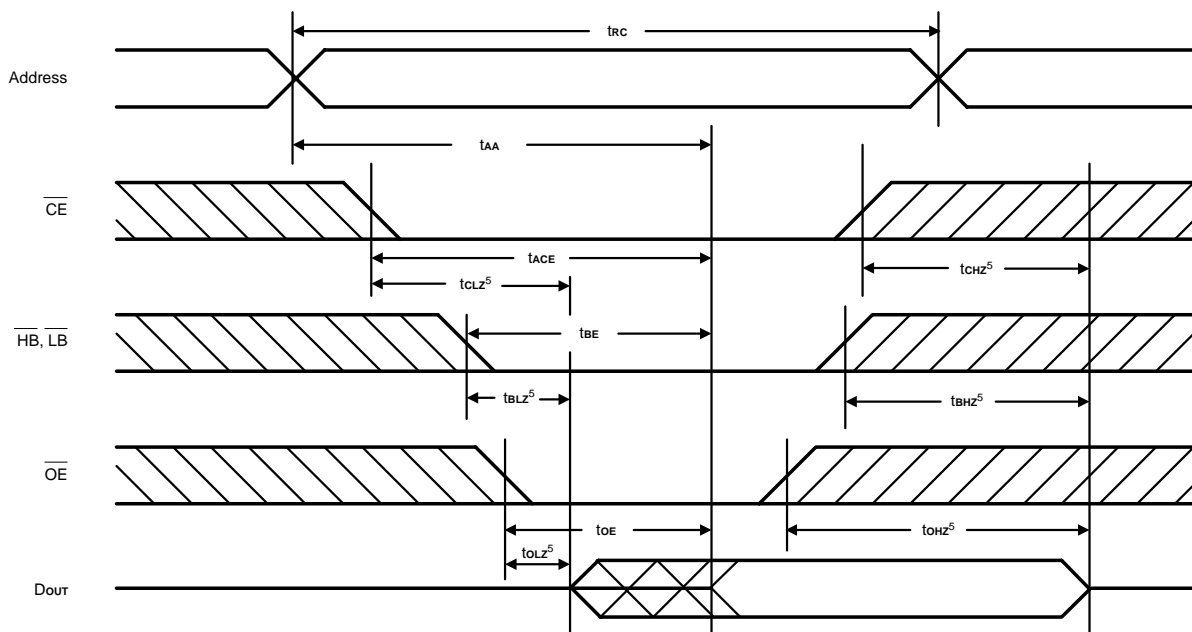 tRC
Address
tAA
CE
tACE
tCLZ5
tCHZ5
HB, LB
tBE
tBLZ5
tBHZ5
OE
tOE
tOHZ5
tOLZ5
DOUT